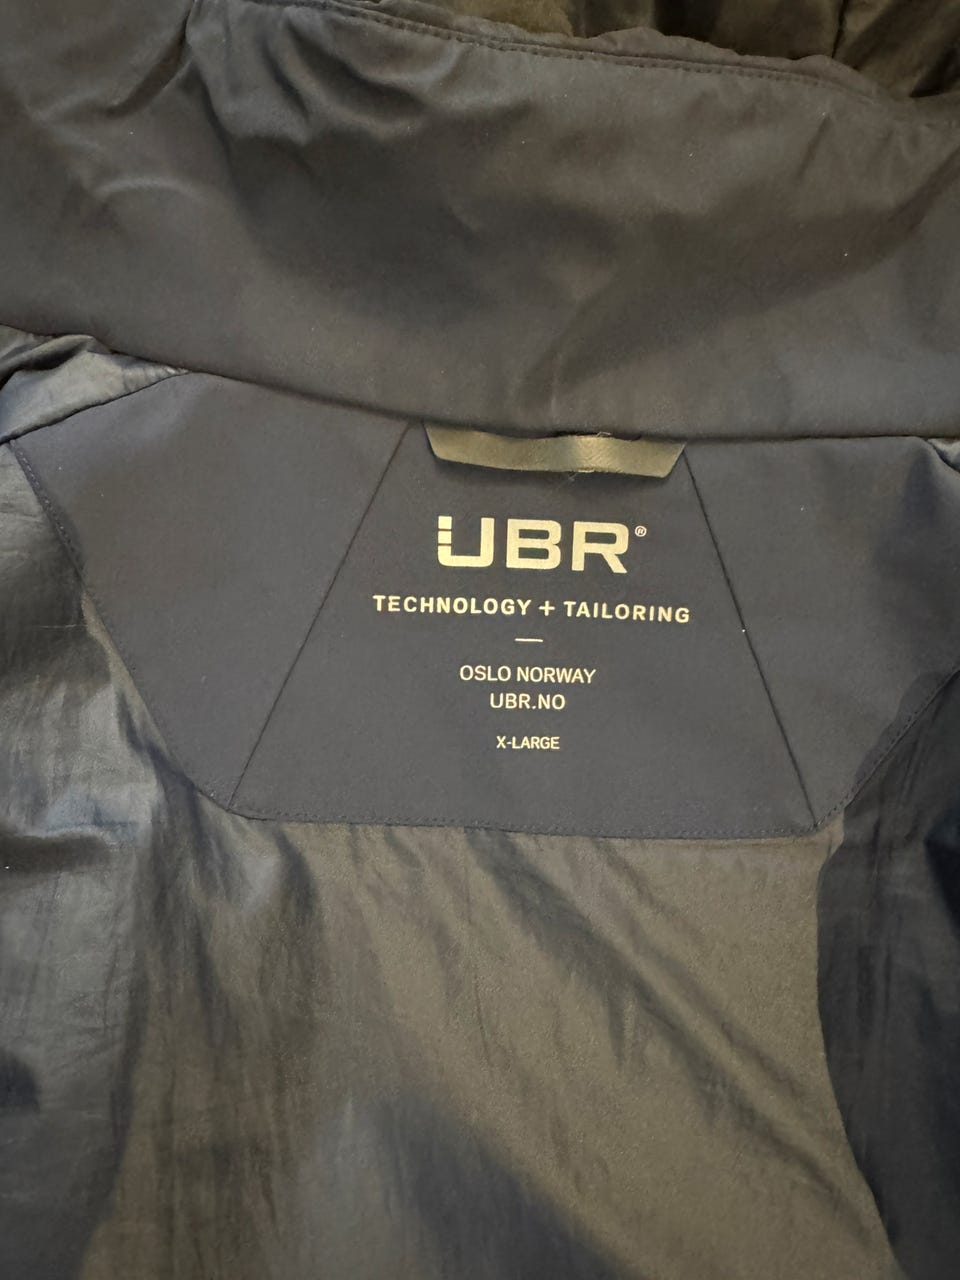 UBR®
TECHNOLOGY + TAILORING
OSLO NORWAY
UBR.NO
X-LARGE